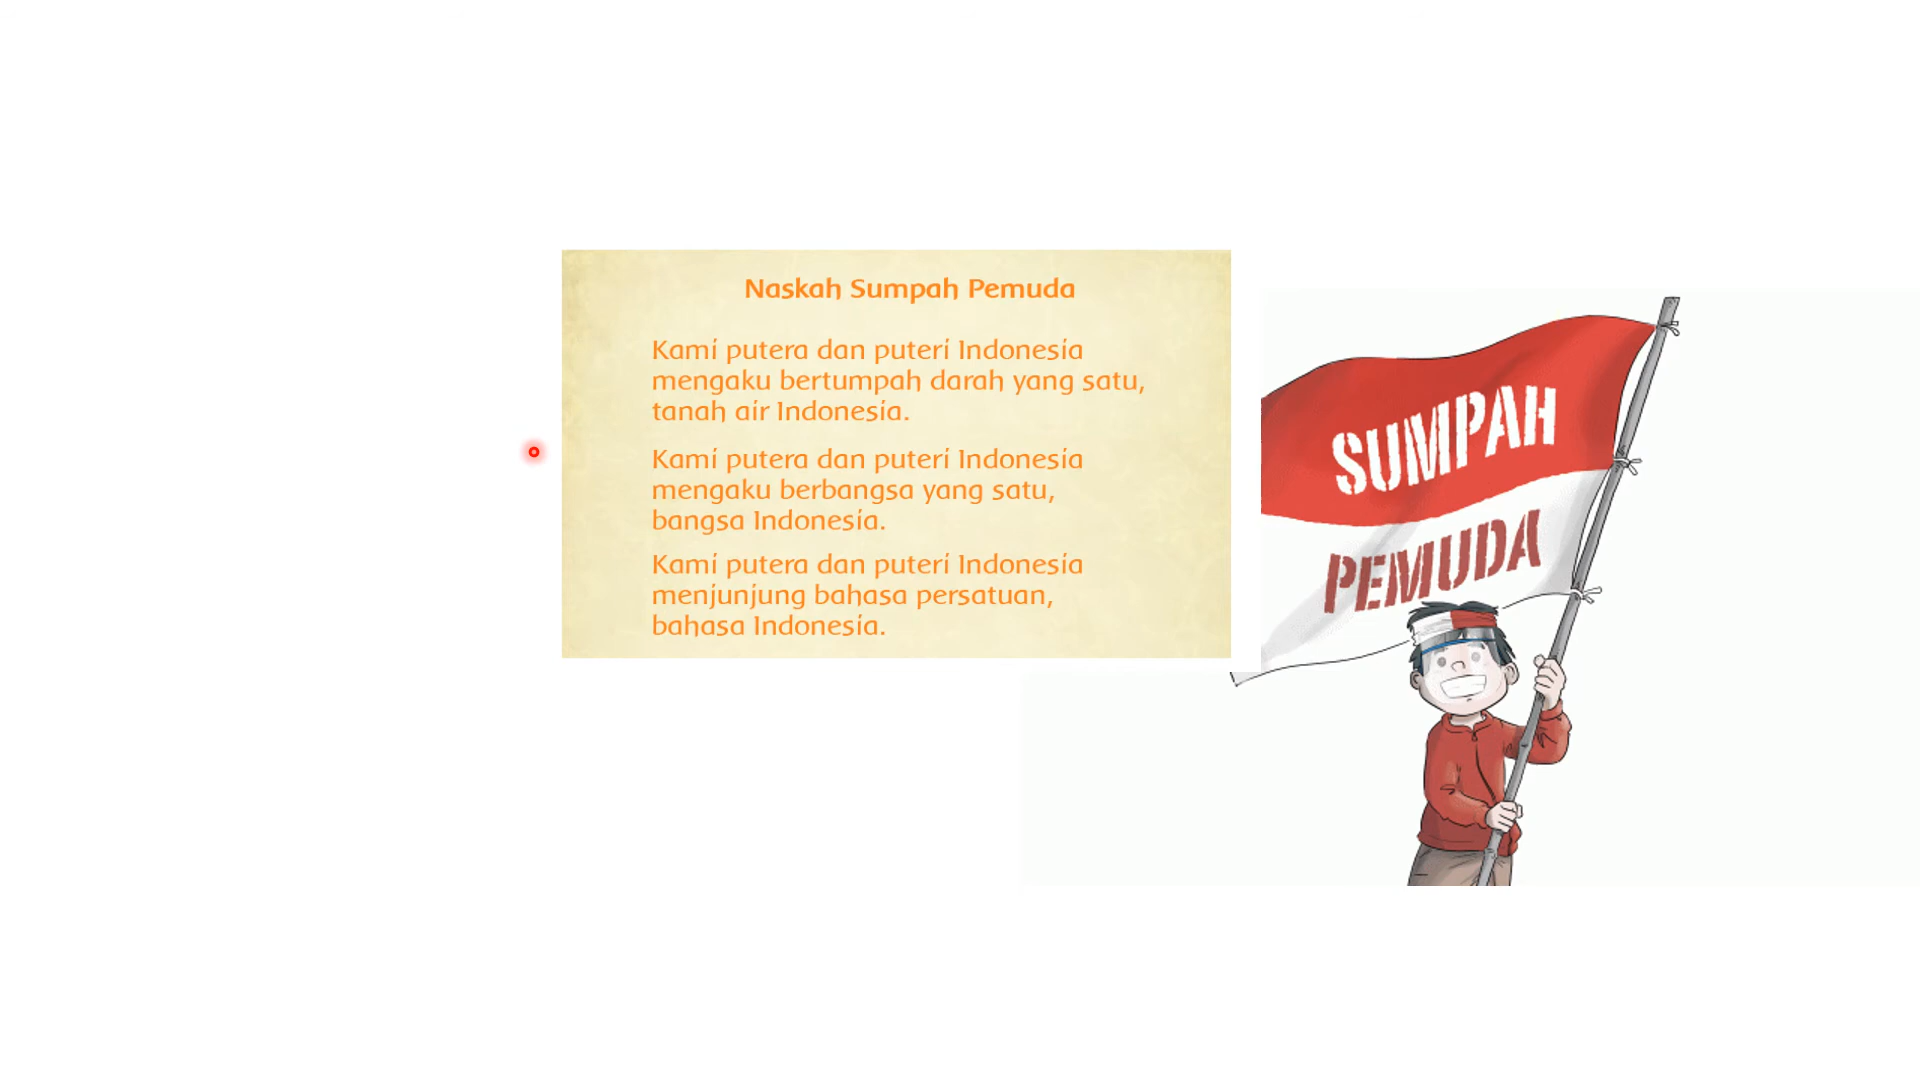 Naskah Sumpah Pemuda
Kami putera dan puteri Indonesia
mengaku bertumpah darah yang satu,
tanah air Indonesia.
Kami putera dan puteri Indonesia
mengaku berbangsa yang satu,
bangsa Indonesia.
Kami putera dan puteri Indonesia
menjunjung bahasa persatuan,
bahasa Indonesia.
SUMPAH
PEMUDA